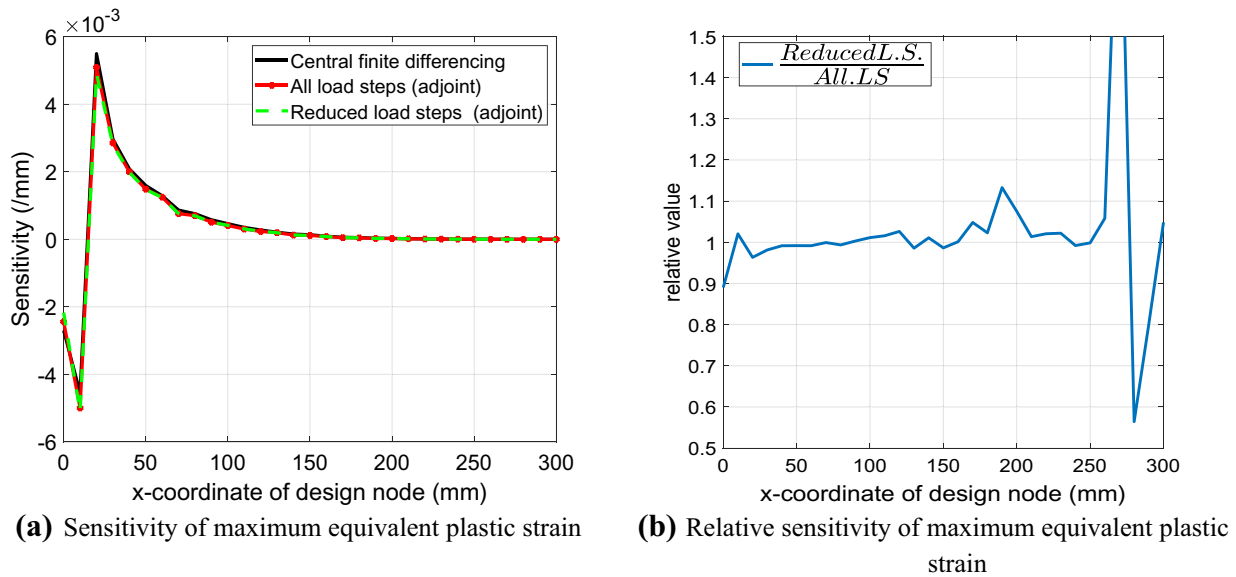 ×10⁻³
6
4
2
0
-2
-4
-6
Sensitivity (/mm)
Central finite differencing
All load steps (adjoint)
Reduced load steps (adjoint)
0 50 100 150 200 250 300
x-coordinate of design node (mm)
(a) Sensitivity of maximum equivalent plastic strain
1.5
1.4
1.3
1.2
1.1
1
0.9
0.8
0.7
0.6
0.5
relative value
ReducedL.S.
All.LS
0 50 100 150 200 250 300
x-coordinate of design node (mm)
(b) Relative sensitivity of maximum equivalent plastic
strain